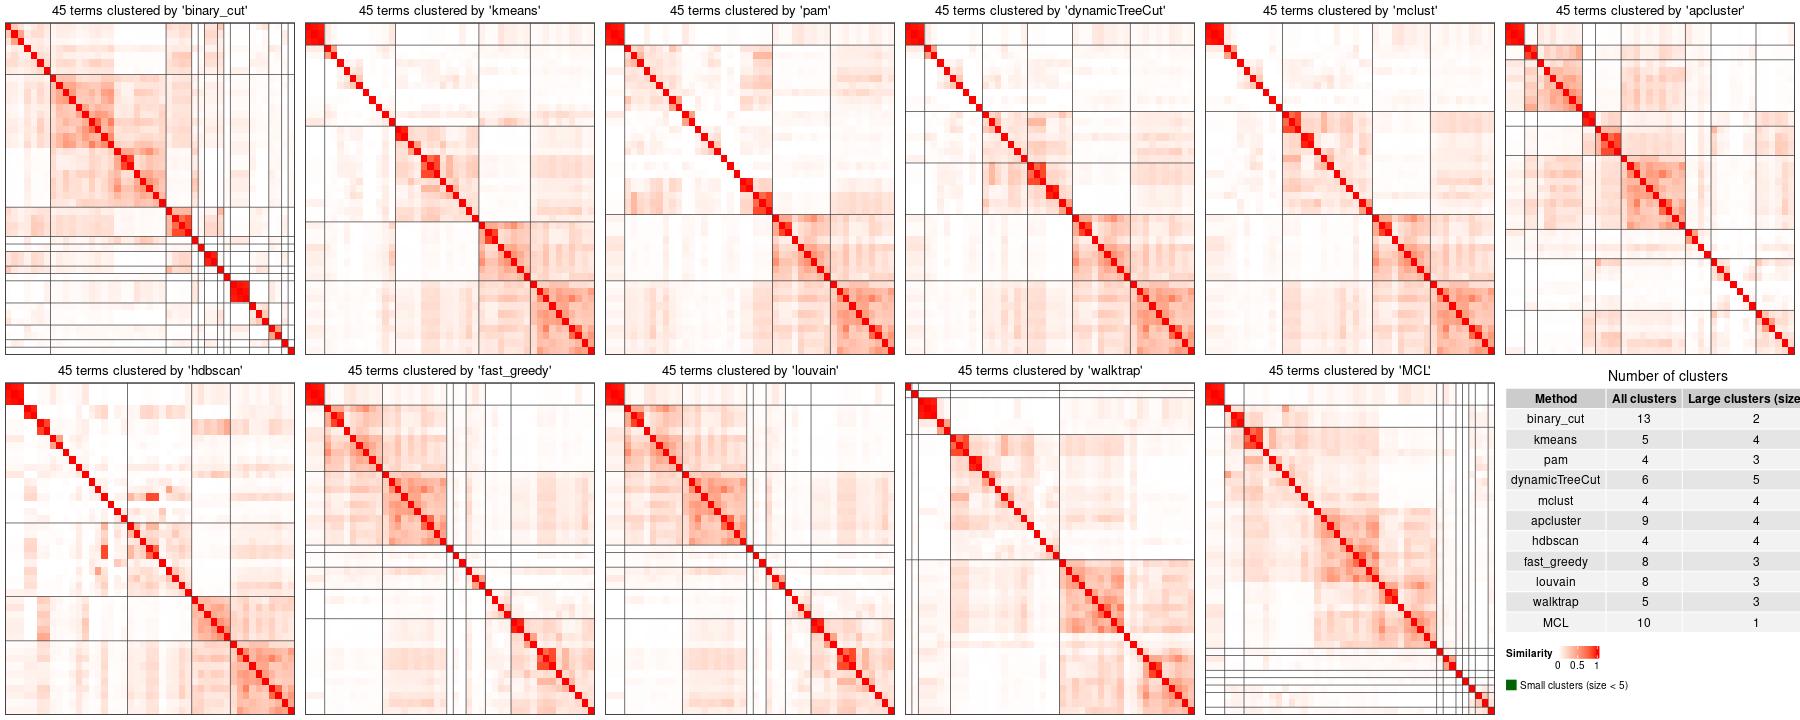 45 terms clustered by 'binary_cut'
45 terms clustered by 'kmeans'
45 terms clustered by 'pam'
45 terms clustered by 'dynamicTreeCut'
45 terms clustered by 'mclust'
45 terms clustered by 'apcluster'
45 terms clustered by 'hdbscan'
45 terms clustered by 'fast_greedy'
45 terms clustered by 'louvain'
45 terms clustered by 'walktrap'
45 terms clustered by 'MCL'
Number of clusters
Method All clusters Large clusters (size
binary_cut 13 2
kmeans 5 4
pam 4 3
dynamicTreeCut 6 5
mclust 4 4
apcluster 9 4
hdbscan 4 4
fast_greedy 8 3
louvain 8 3
walktrap 5 3
MCL 10 1
Similarity
0 0.5 1
Small clusters (size < 5)